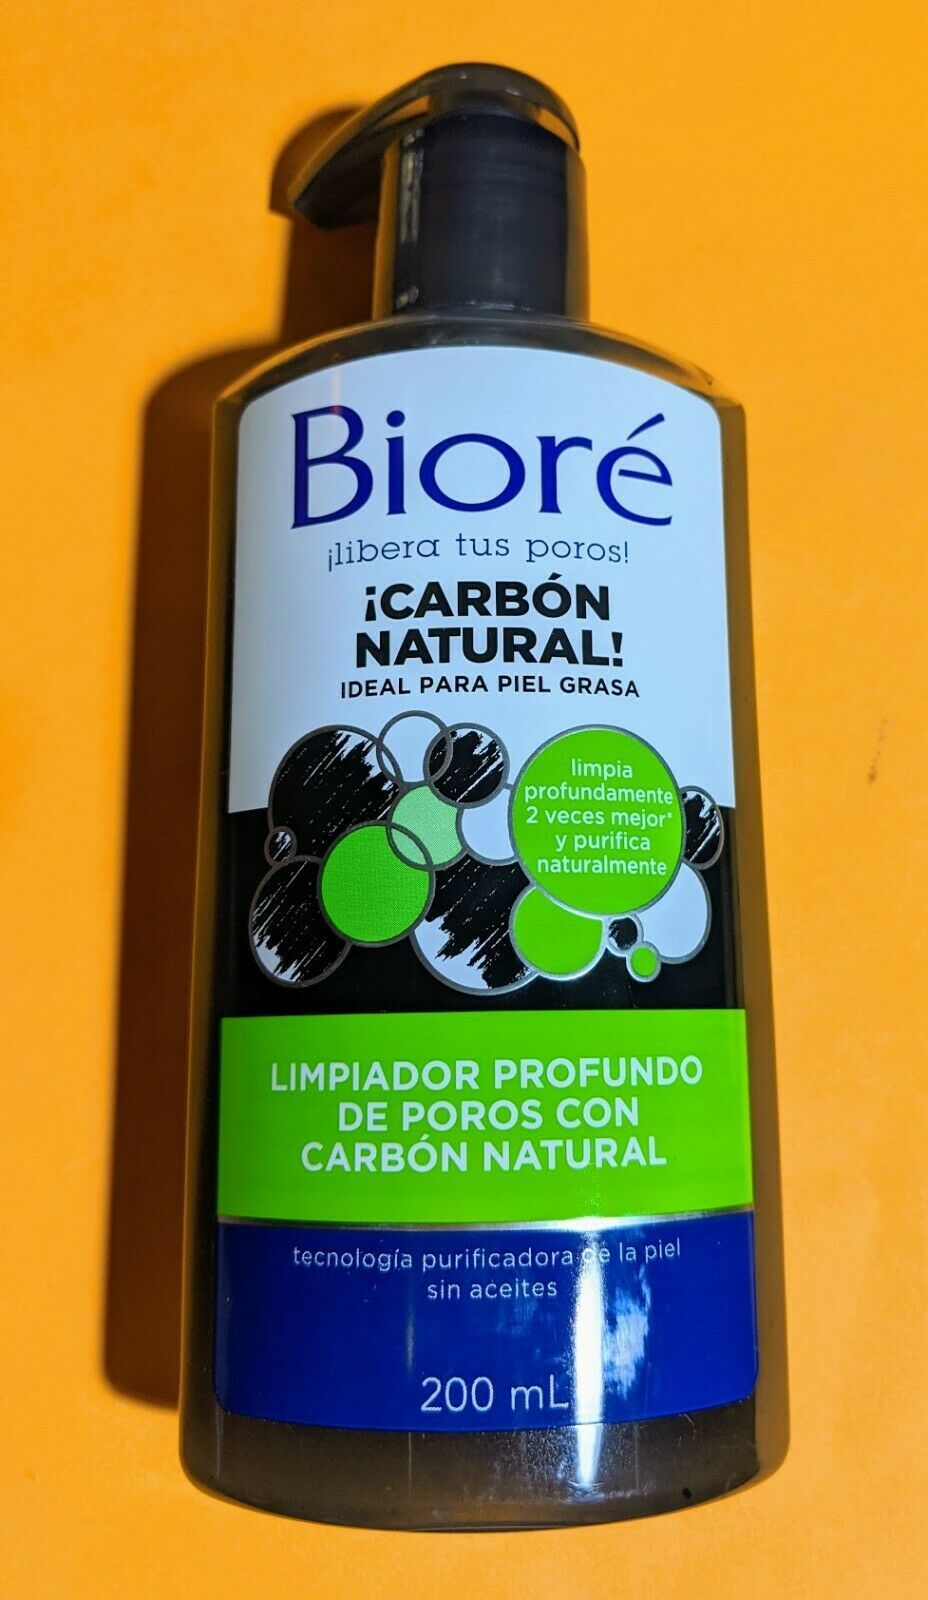 Bioré
¡libera tus poros!
¡CARBÓN
NATURAL!
IDEAL PARA PIEL GRASA
limpia
profundamente
2 veces mejor*
y purifica
naturalmente
LIMPIADOR PROFUNDO
DE POROS CON
CARBÓN NATURAL
tecnología purificadora de la piel
sin aceites
200 mL